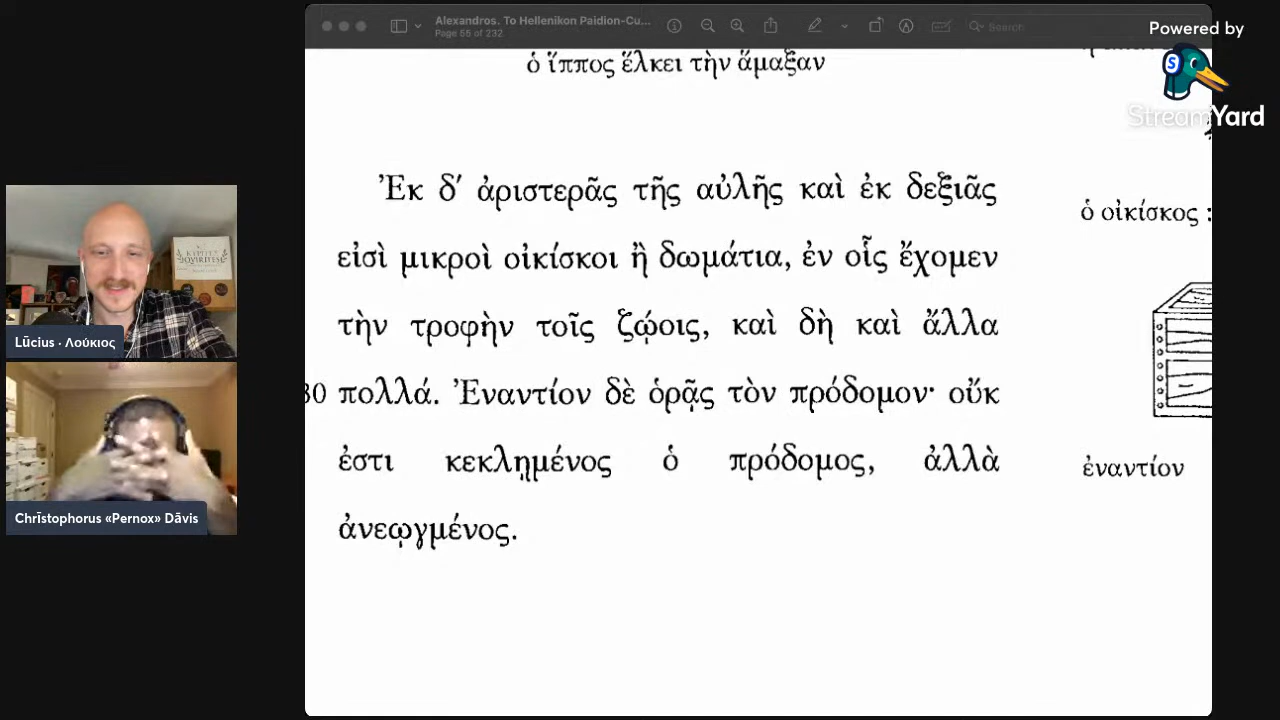 Alexandros. To Hellenikon Paidion-Cu...
Page 55 of 232
Search
Powered by
StreamYard
ὁ ἵππος ἕλκει τὴν ἅμαξαν
Ἐκ δ’ ἀριστερᾶς τῆς αὐλῆς καὶ ἐκ δεξιᾶς
εἰσὶ μικροὶ οἰκίσκοι ἢ δωμάτια, ἐν οἷς ἔχομεν
τὴν τροφὴν τοῖς ζῴοις, καὶ δὴ καὶ ἄλλα
30 πολλά. Ἐναντίον δὲ ὁρᾷς τὸν πρόδομον· οὔκ
ἐστι κεκλῃμένος ὁ πρόδομος, ἀλλὰ
ἀνεῳγμένος.
ὁ οἰκίσκος :
ἐναντίον
Lūcius · Λούκιος
Chrīstophorus «Pernox» Dāvis